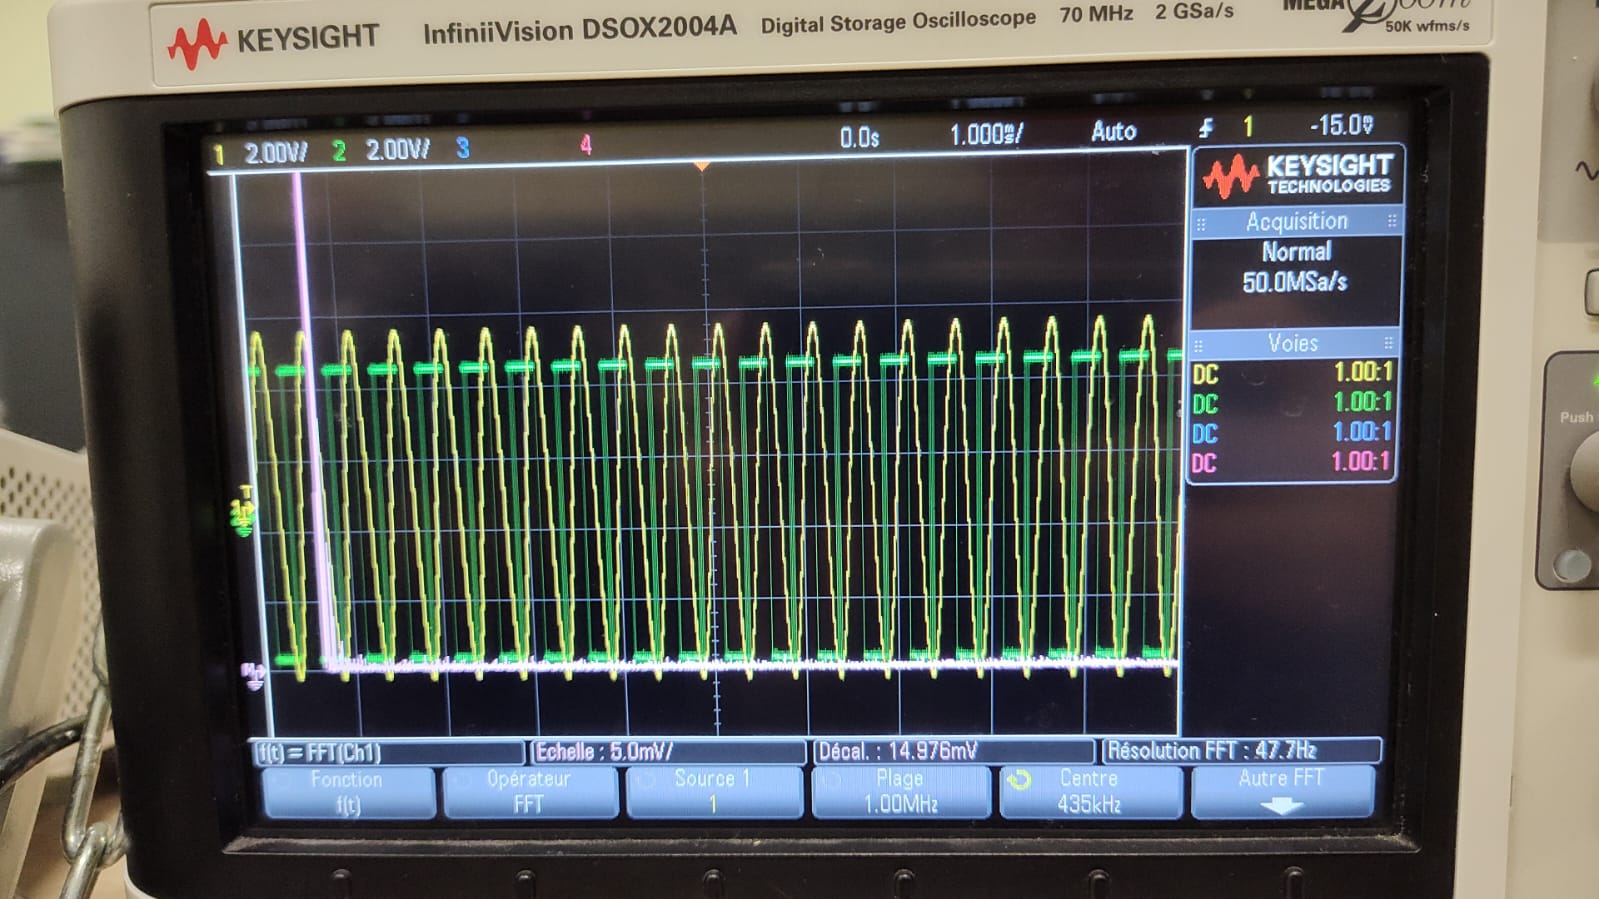 KEYSIGHT InfiniiVision DSOX2004A Digital Storage Oscilloscope 70 MHz 2 GSa/s MEGA Zoom
50K wfms/s
1 2.00V/ 2 2.00V/ 3 4 0.0s 1.000ms/ Auto 1 -15.0mV
KEYSIGHT
TECHNOLOGIES
Acquisition
Normal
50.0MSa/s
Voies
DC 1.00:1
DC 1.00:1
DC 1.00:1
DC 1.00:1
Push
f(t) = FFT(Ch1) Echelle : 5.0mV/ Décal. : 14.976mV Résolution FFT : 47.7Hz
Fonction Opérateur Source 1 Plage Centre Autre FFT
f(t) FFT 1 1.00MHz 435kHz